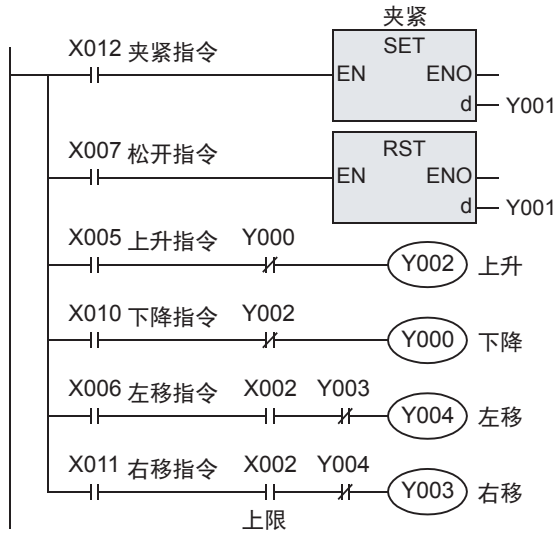 夹紧
X012 夹紧指令 SET
EN ENO
d Y001
X007 松开指令 RST
EN ENO
d Y001
X005 上升指令 Y000 Y002 上升
X010 下降指令 Y002 Y000 下降
X006 左移指令 X002 Y003 Y004 左移
X011 右移指令 X002 Y004 Y003 右移
上限